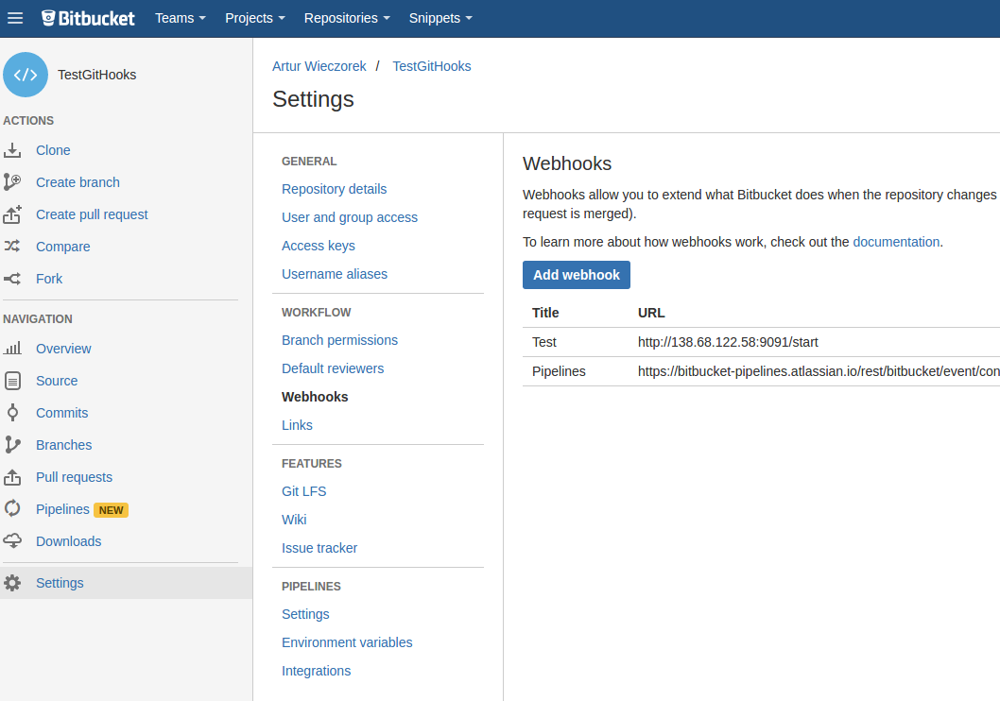 Bitbucket Teams Projects Repositories Snippets
TestGitHooks
ACTIONS
Clone
Create branch
Create pull request
Compare
Fork
NAVIGATION
Overview
Source
Commits
Branches
Pull requests
Pipelines NEW
Downloads
Settings
Artur Wieczorek / TestGitHooks
Settings
GENERAL
Repository details
User and group access
Access keys
Username aliases
WORKFLOW
Branch permissions
Default reviewers
Webhooks
Links
FEATURES
Git LFS
Wiki
Issue tracker
PIPELINES
Settings
Environment variables
Integrations
Webhooks
Webhooks allow you to extend what Bitbucket does when the repository changes
request is merged).
To learn more about how webhooks work, check out the documentation.
Add webhook
Title URL
Test http://138.68.122.58:9091/start
Pipelines https://bitbucket-pipelines.atlassian.io/rest/bitbucket/event/con